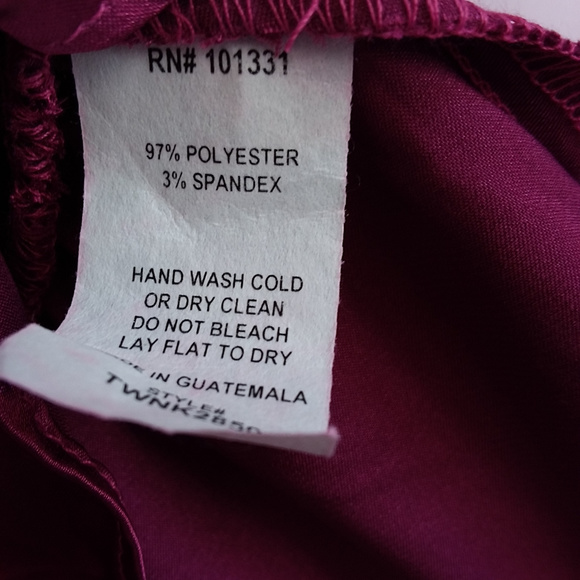 RN# 101331
97% POLYESTER
3% SPANDEX
HAND WASH COLD
OR DRY CLEAN
DO NOT BLEACH
LAY FLAT TO DRY
IN GUATEMALA
STYLE#